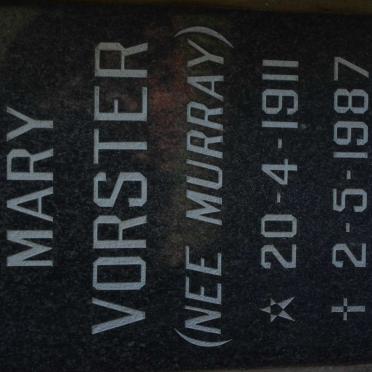 MARY
VORSTER
(NEE MURRAY)
☆ 20-4-1911
✝ 2-5-1987